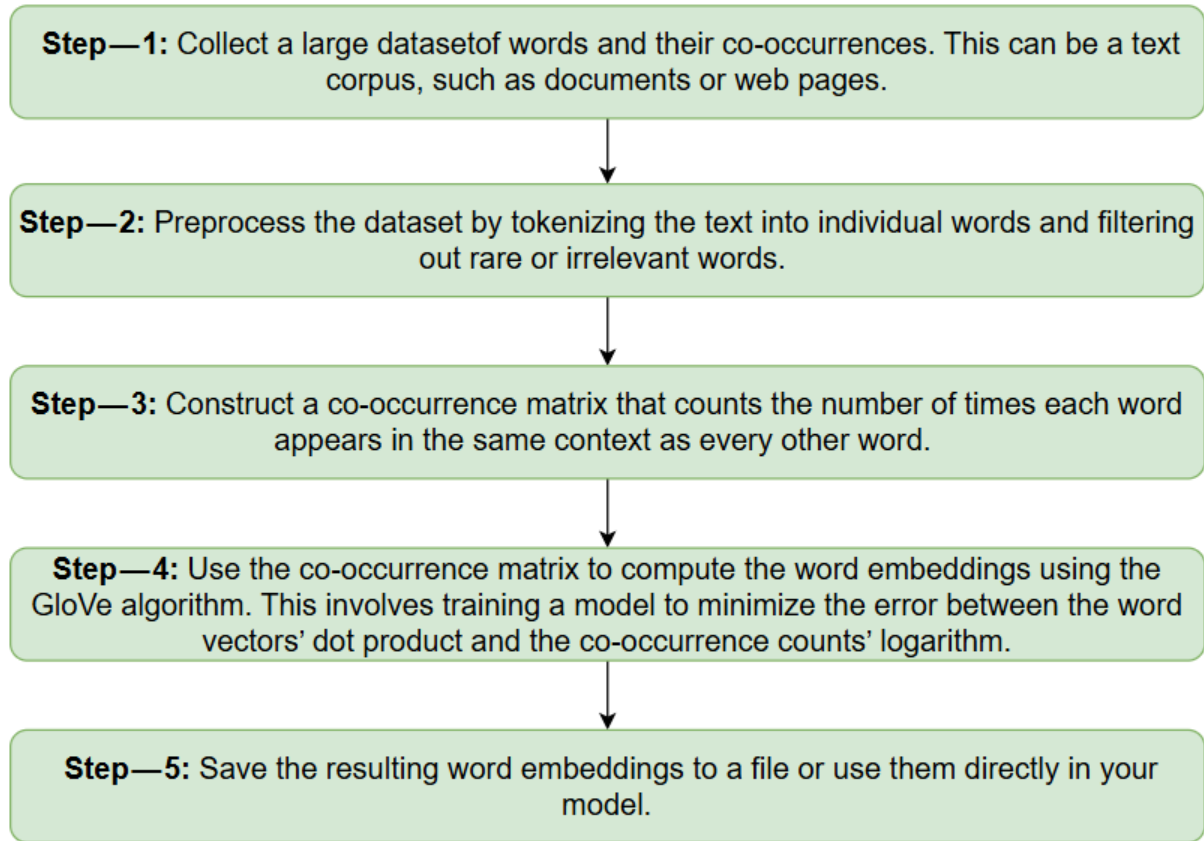 Step—1: Collect a large datasetof words and their co-occurrences. This can be a text
corpus, such as documents or web pages.
Step—2: Preprocess the dataset by tokenizing the text into individual words and filtering
out rare or irrelevant words.
Step—3: Construct a co-occurrence matrix that counts the number of times each word
appears in the same context as every other word.
Step—4: Use the co-occurrence matrix to compute the word embeddings using the
GloVe algorithm. This involves training a model to minimize the error between the word
vectors’ dot product and the co-occurrence counts’ logarithm.
Step—5: Save the resulting word embeddings to a file or use them directly in your
model.